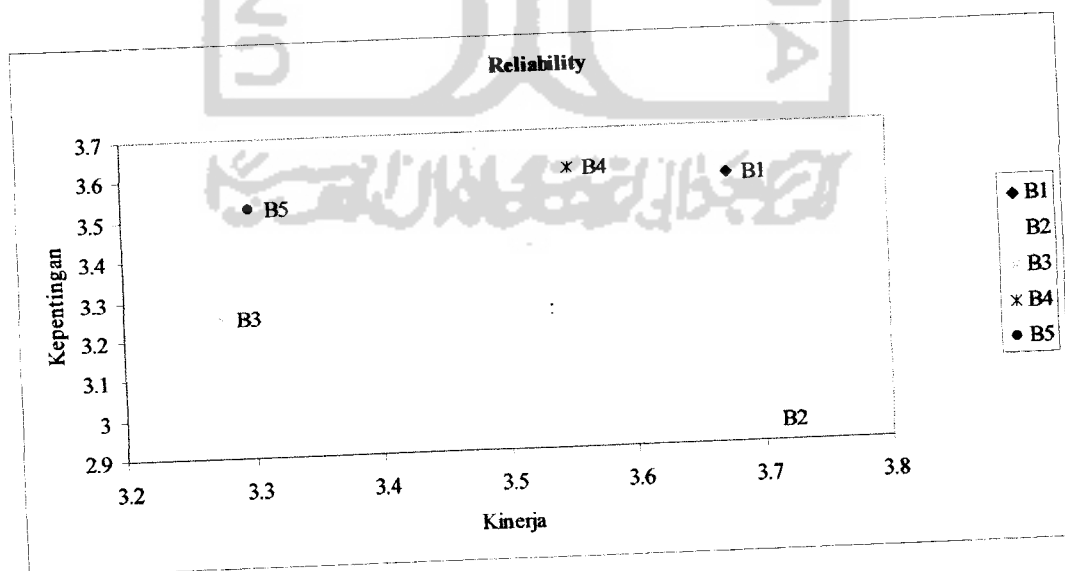 Reliability
3.7
3.6
3.5
3.4
3.3
3.2
3.1
3
2.9
Kepentingan
B4
B1
B5
B3
B2
3.2
3.3
3.4
3.5
3.6
3.7
3.8
Kinerja
B1
B2
B3
B4
B5